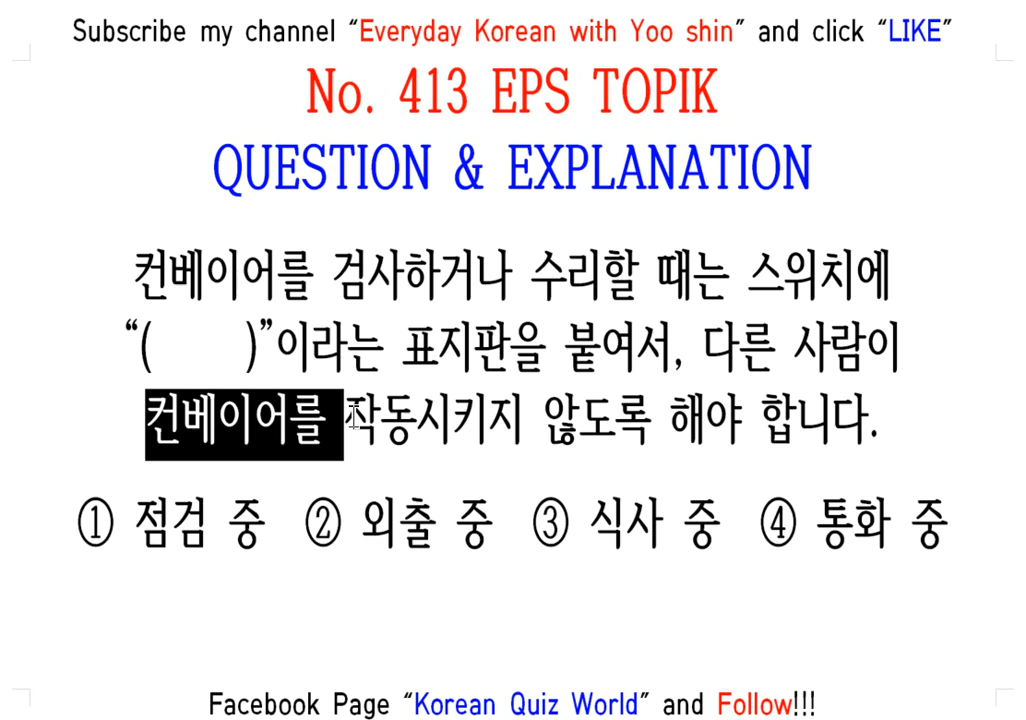 Subscribe my channel “Everyday Korean with Yoo shin” and click “LIKE”
No. 413 EPS TOPIK
QUESTION & EXPLANATION
컨베이어를 검사하거나 수리할 때는 스위치에
“(      )”이라는 표지판을 붙여서, 다른 사람이
컨베이어를 작동시키지 않도록 해야 합니다.
① 점검 중 ② 외출 중 ③ 식사 중 ④ 통화 중
Facebook Page “Korean Quiz World” and Follow!!!